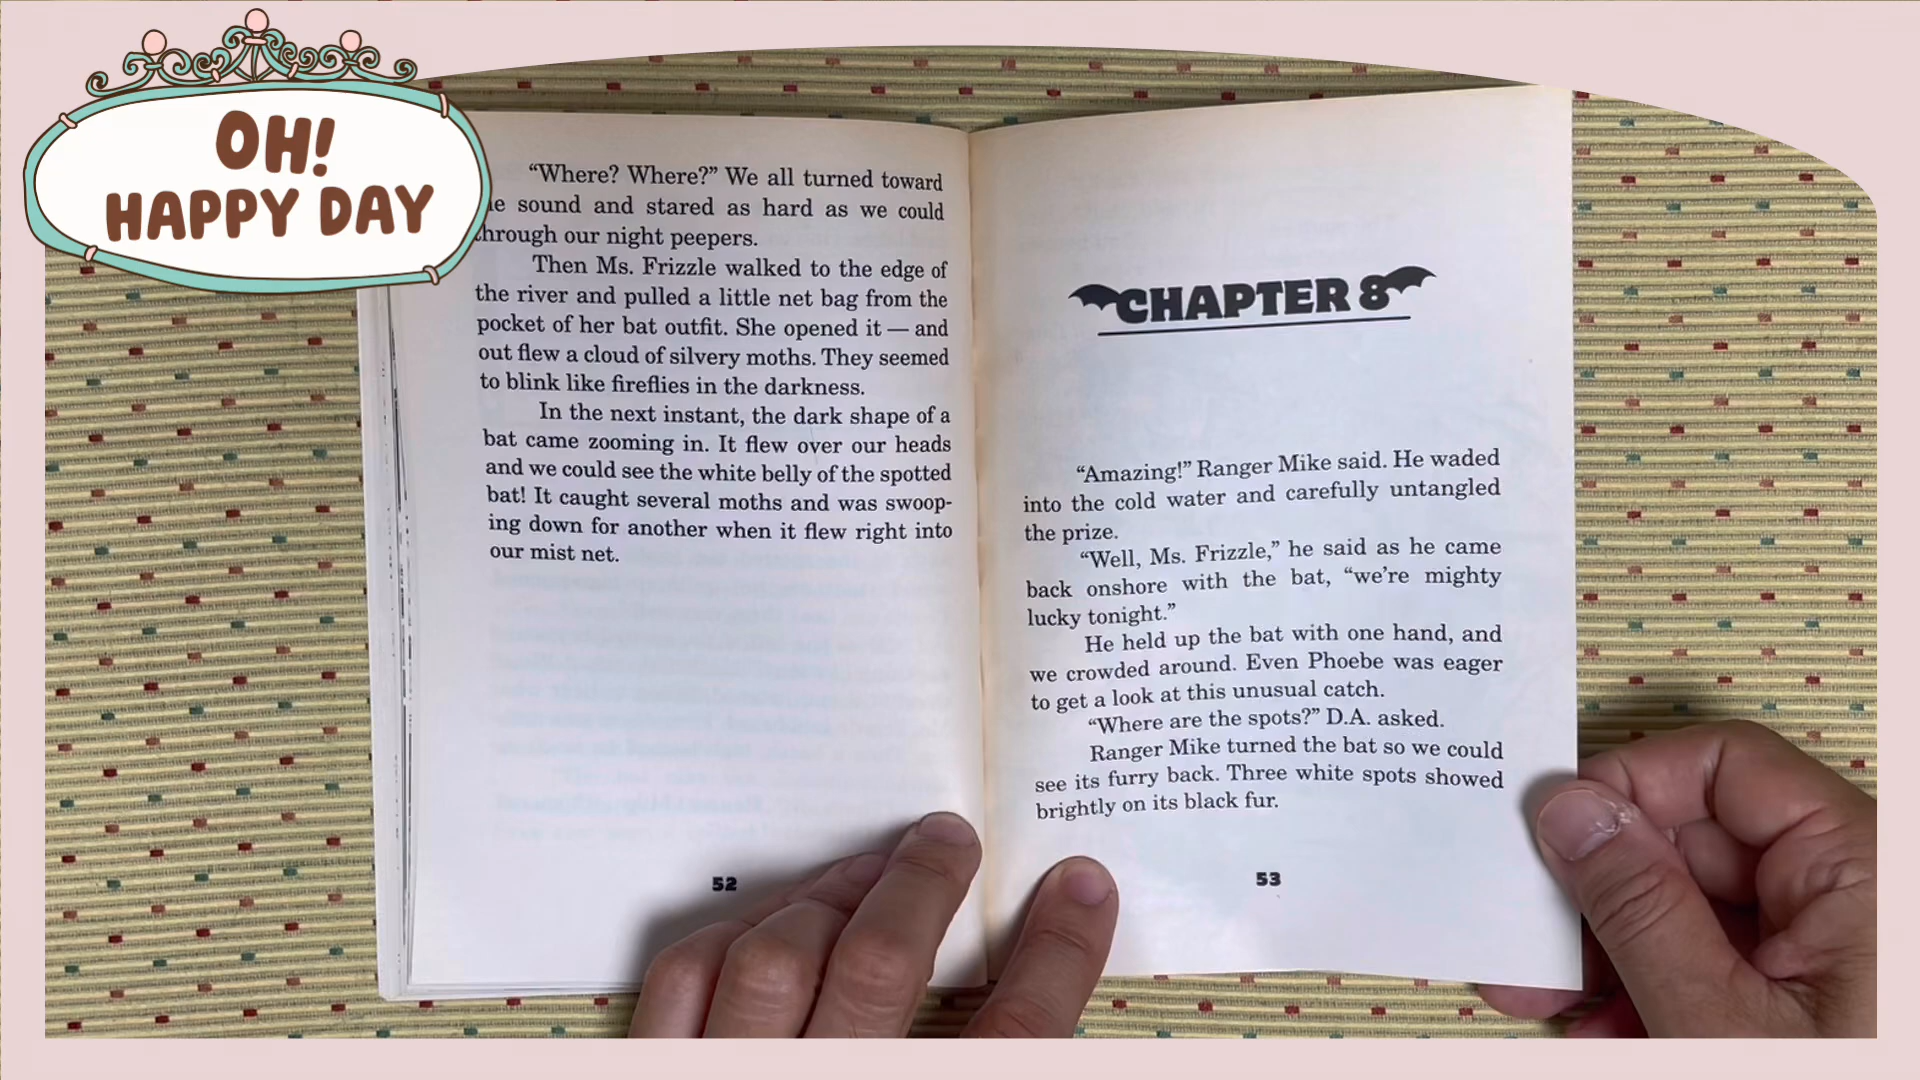 OH!
HAPPY DAY
“Where? Where?” We all turned toward
sound and stared as hard as we could
through our night peepers.
Then Ms. Frizzle walked to the edge of
the river and pulled a little net bag from the
pocket of her bat outfit. She opened it — and
out flew a cloud of silvery moths. They seemed
to blink like fireflies in the darkness.
In the next instant, the dark shape of a
bat came zooming in. It flew over our heads
and we could see the white belly of the spotted
bat! It caught several moths and was swoop-
ing down for another when it flew right into
our mist net.
52
CHAPTER 8
“Amazing!” Ranger Mike said. He waded
into the cold water and carefully untangled
the prize.
“Well, Ms. Frizzle,” he said as he came
back onshore with the bat, “we’re mighty
lucky tonight.”
He held up the bat with one hand, and
we crowded around. Even Phoebe was eager
to get a look at this unusual catch.
“Where are the spots?” D.A. asked.
Ranger Mike turned the bat so we could
see its furry back. Three white spots showed
brightly on its black fur.
53